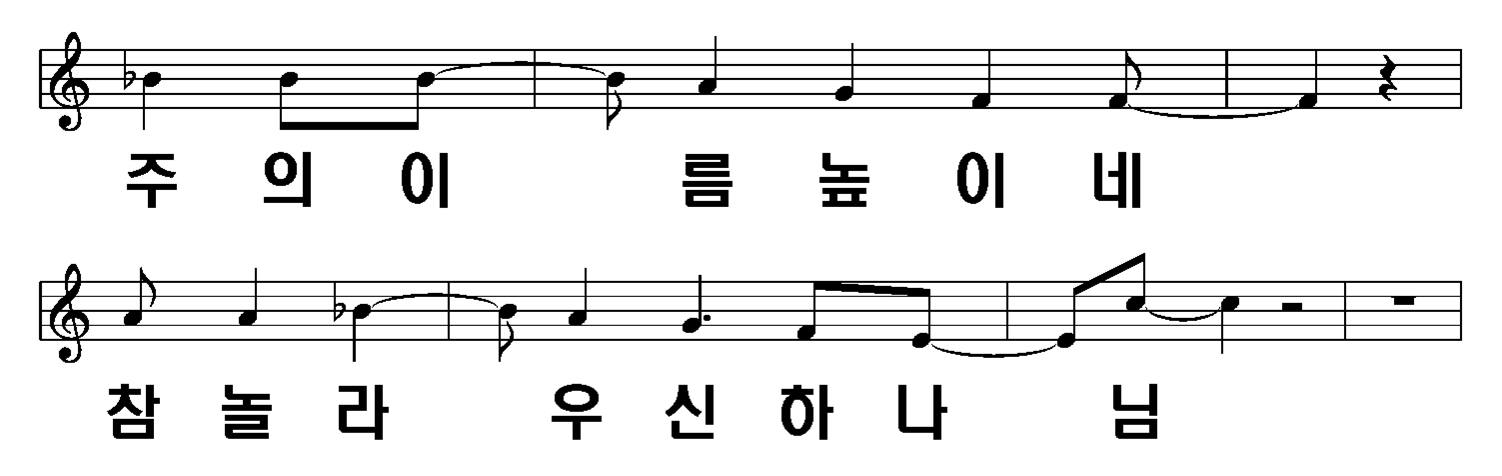 주 의 이 름 높 이 네
참 놀 라 우 신 하 나 님